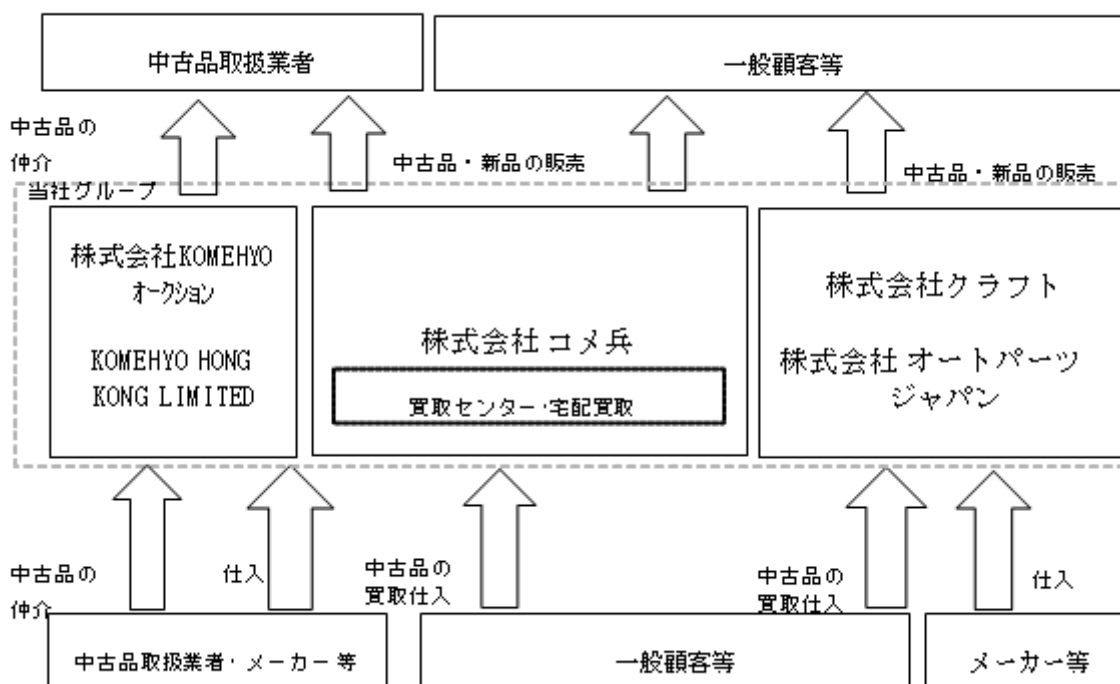 中古品取扱業者
一般顧客等
中古品の
仲介
中古品・新品の販売
中古品・新品の販売
当社グループ
株式会社KOMEHYO
オークション
KOMEHYO HONG
KONG LIMITED
株式会社コメ兵
買取センター・宅配買取
株式会社クラフト
株式会社オートパーツ
ジャパン
中古品の
仲介
仕入
中古品の
買取仕入
中古品の
買取仕入
仕入
中古品取扱業者・メーカー等
一般顧客等
メーカー等